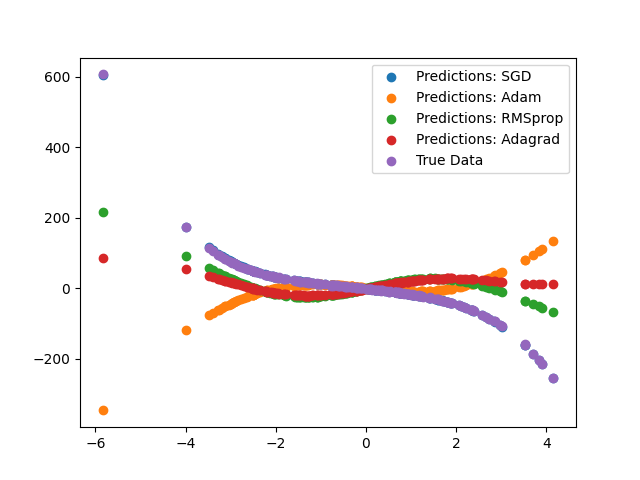 600
400
200
0
−200
−6
−4
−2
0
2
4
Predictions: SGD
Predictions: Adam
Predictions: RMSprop
Predictions: Adagrad
True Data